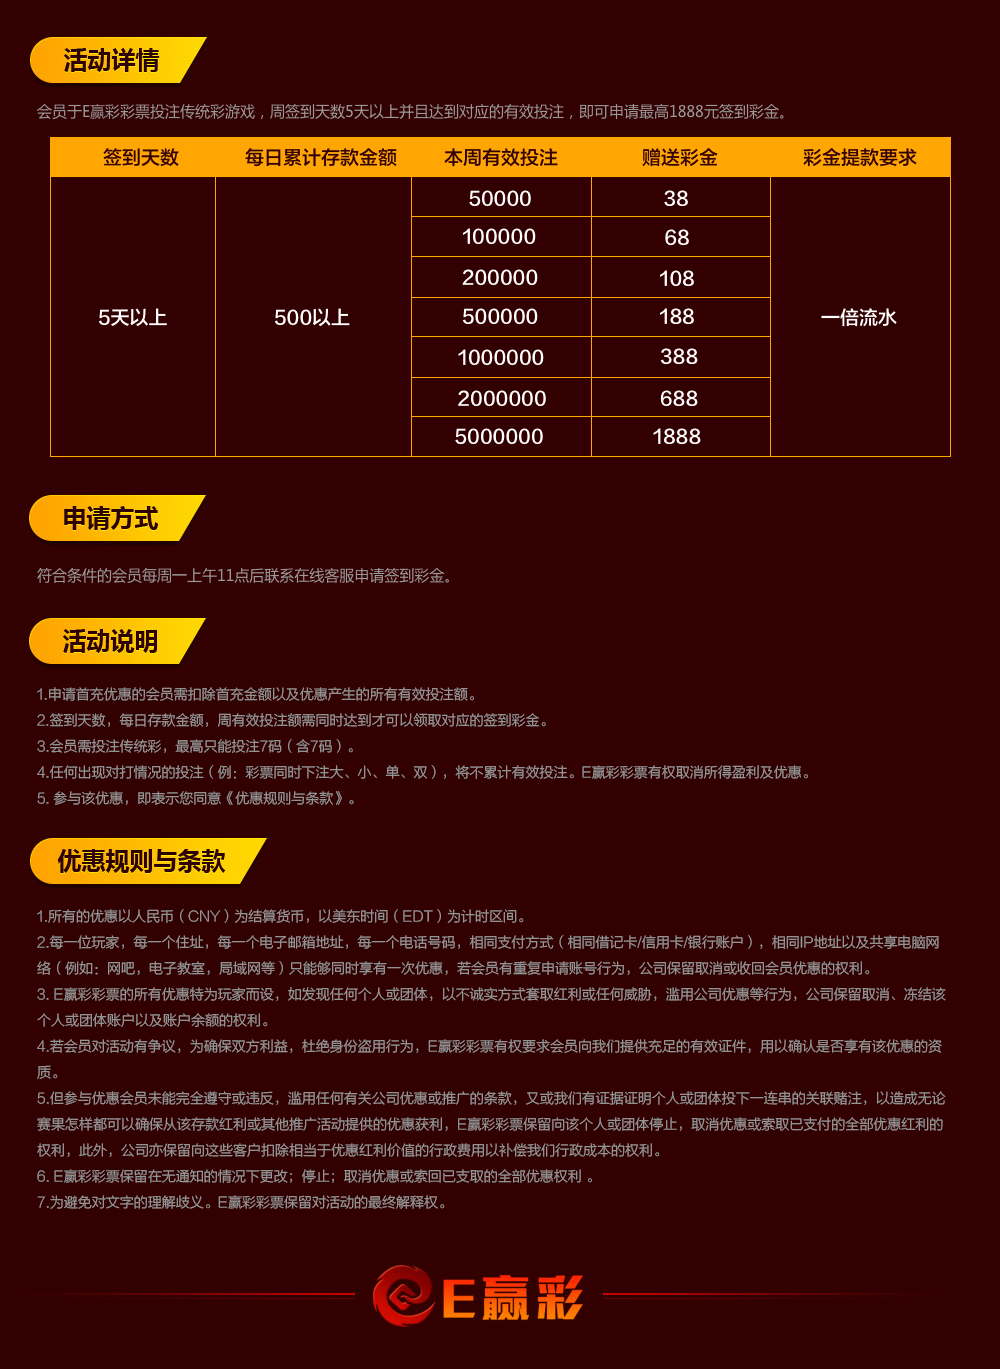 活动详情
会员于E赢彩彩票投注传统彩游戏，周签到天数5天以上并且达到对应的有效投注，即可申请最高1888元签到彩金。
签到天数 每日累计存款金额 本周有效投注 赠送彩金 彩金提款要求
50000 38
100000 68
200000 108
5天以上 500以上 500000 188 一倍流水
1000000 388
2000000 688
5000000 1888
申请方式
符合条件的会员每周一上午11点后联系在线客服申请签到彩金。
活动说明
1.申请首充优惠的会员需扣除首充金额以及优惠产生的所有有效投注额。
2.签到天数，每日存款金额，周有效投注额需同时达到才可以领取对应的签到彩金。
3.会员需投注传统彩，最高只能投注7码（含7码）。
4.任何出现对打情况的投注（例：彩票同时下注大、小、单、双），将不累计有效投注。E赢彩彩票有权取消所得盈利及优惠。
5. 参与该优惠，即表示您同意《优惠规则与条款》。
优惠规则与条款
1.所有的优惠以人民币（CNY）为结算货币，以美东时间（EDT）为计时区间。
2.每一位玩家，每一个住址，每一个电子邮箱地址，每一个电话号码，相同支付方式（相同借记卡/信用卡/银行账户），相同IP地址以及共享电脑网
络（例如：网吧，电子教室，局域网等）只能够同时享有一次优惠，若会员有重复申请账号行为，公司保留取消或收回会员优惠的权利。
3. E赢彩彩票的所有优惠特为玩家而设，如发现任何个人或团体，以不诚实方式套取红利或任何威胁，滥用公司优惠等行为，公司保留取消、冻结该
个人或团体账户以及账户余额的权利。
4.若会员对活动有争议，为确保双方利益，杜绝身份盗用行为，E赢彩彩票有权要求会员向我们提供充足的有效证件，用以确认是否享有该优惠的资
质。
5.但参与优惠会员未能完全遵守或违反，滥用任何有关公司优惠或推广的条款，又或我们有证据证明个人或团体投下一连串的关联赌注，以造成无论
赛果怎样都可以确保从该存款红利或其他推广活动提供的优惠获利，E赢彩彩票保留向该个人或团体停止，取消优惠或索取已支付的全部优惠红利的
权利，此外，公司亦保留向这些客户扣除相当于优惠红利价值的行政费用以补偿我们行政成本的权利。
6. E赢彩彩票保留在无通知的情况下更改；停止；取消优惠或索回已支取的全部优惠权利 。
7.为避免对文字的理解歧义。E赢彩彩票保留对活动的最终解释权。
E赢彩